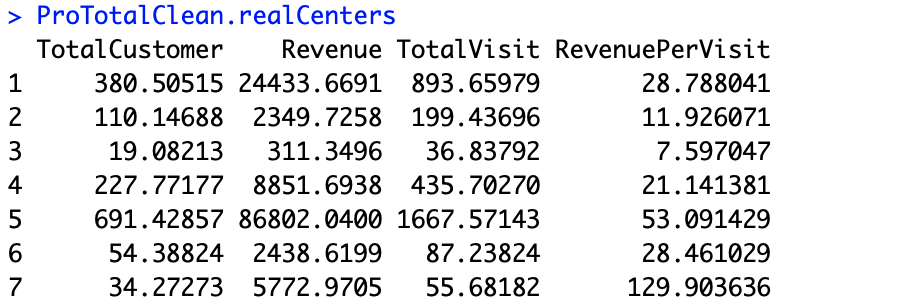 > ProTotalClean.realCenters
TotalCustomer Revenue TotalVisit RevenuePerVisit
1 380.50515 24433.6691 893.65979 28.788041
2 110.14688 2349.7258 199.43696 11.926071
3 19.08213 311.3496 36.83792 7.597047
4 227.77177 8851.6938 435.70270 21.141381
5 691.42857 86802.0400 1667.57143 53.091429
6 54.38824 2438.6199 87.23824 28.461029
7 34.27273 5772.9705 55.68182 129.903636